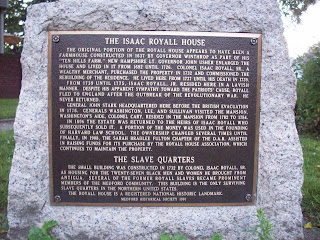 THE ISAAC ROYALL HOUSE
THE ORIGINAL PORTION OF THE ROYALL HOUSE APPEARS TO HAVE BEEN A
FARMHOUSE CONSTRUCTED IN 1637 BY GOVERNOR WINTHROP AS PART OF HIS
"TEN HILLS FARM." NEW HAMPSHIRE LT. GOVERNOR JOHN USHER ENLARGED THE
HOUSE AND LIVED IN IT FROM 1697 UNTIL 1726. COLONEL ISAAC ROYALL, SR., A
WEALTHY MERCHANT, PURCHASED THE PROPERTY IN 1732 AND COMMISSIONED THE
REBUILDING OF THE RESIDENCE. HE LIVED HERE FROM 1737 UNTIL HIS DEATH IN 1739.
FROM 1739 UNTIL 1775, ISAAC ROYALL, JR. LIVED HERE IN A LAVISH
MANNER. DESPITE HIS APPARENT SYMPATHY TOWARD THE PATRIOTS' CAUSE, ROYALL
FLED TO ENGLAND AFTER THE OUTBREAK OF THE REVOLUTIONARY WAR. HE
NEVER RETURNED.
GENERAL JOHN STARK HEADQUARTERED HERE BEFORE THE BRITISH EVACUATION
IN 1776. GENERALS WASHINGTON, LEE, AND SULLIVAN VISITED THE MANSION.
WASHINGTON'S AIDE, COLONEL CARY, RESIDED IN THE MANSION FROM 1782 TO 1784.
IN 1806 THE ESTATE WAS RETURNED TO THE HEIRS OF ISAAC ROYALL WHO
SUBSEQUENTLY SOLD IT. A PORTION OF THE MONEY WAS USED IN THE FOUNDING
OF HARVARD LAW SCHOOL. THE OWNERSHIP CHANGED SEVERAL TIMES UNTIL
FINALLY, IN 1908, THE SARAH BRADLEE FULTON CHAPTER OF THE D.A.R. ASSISTED
IN RAISING FUNDS FOR ITS PURCHASE BY THE ROYALL HOUSE ASSOCIATION, WHICH
CONTINUES TO MAINTAIN THE PROPERTY.
THE SLAVE QUARTERS
THE SMALL BUILDING WAS CONSTRUCTED IN 1732 BY COLONEL ISAAC ROYALL, SR.
AS HOUSING FOR THE TWENTY-SEVEN BLACK MEN AND WOMEN HE BROUGHT FROM
ANTIGUA. SEVERAL OF THE FORMER ROYALL SLAVES BECAME PROMINENT
MEMBERS OF THE MEDFORD COMMUNITY. THIS BUILDING IS THE ONLY SURVIVING
SLAVE QUARTERS IN THE NORTHERN UNITED STATES.
THE ROYALL HOUSE IS A REGISTERED NATIONAL HISTORIC LANDMARK.
MEDFORD HISTORICAL SOCIETY